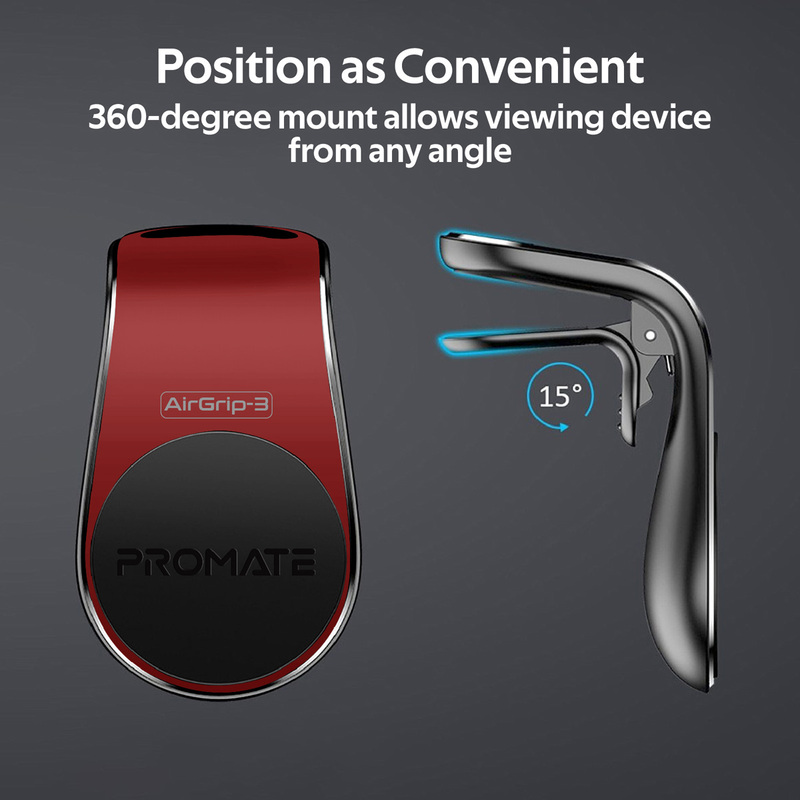 Position as Convenient
360-degree mount allows viewing device
from any angle
AirGrip-3
15°
PROMATE